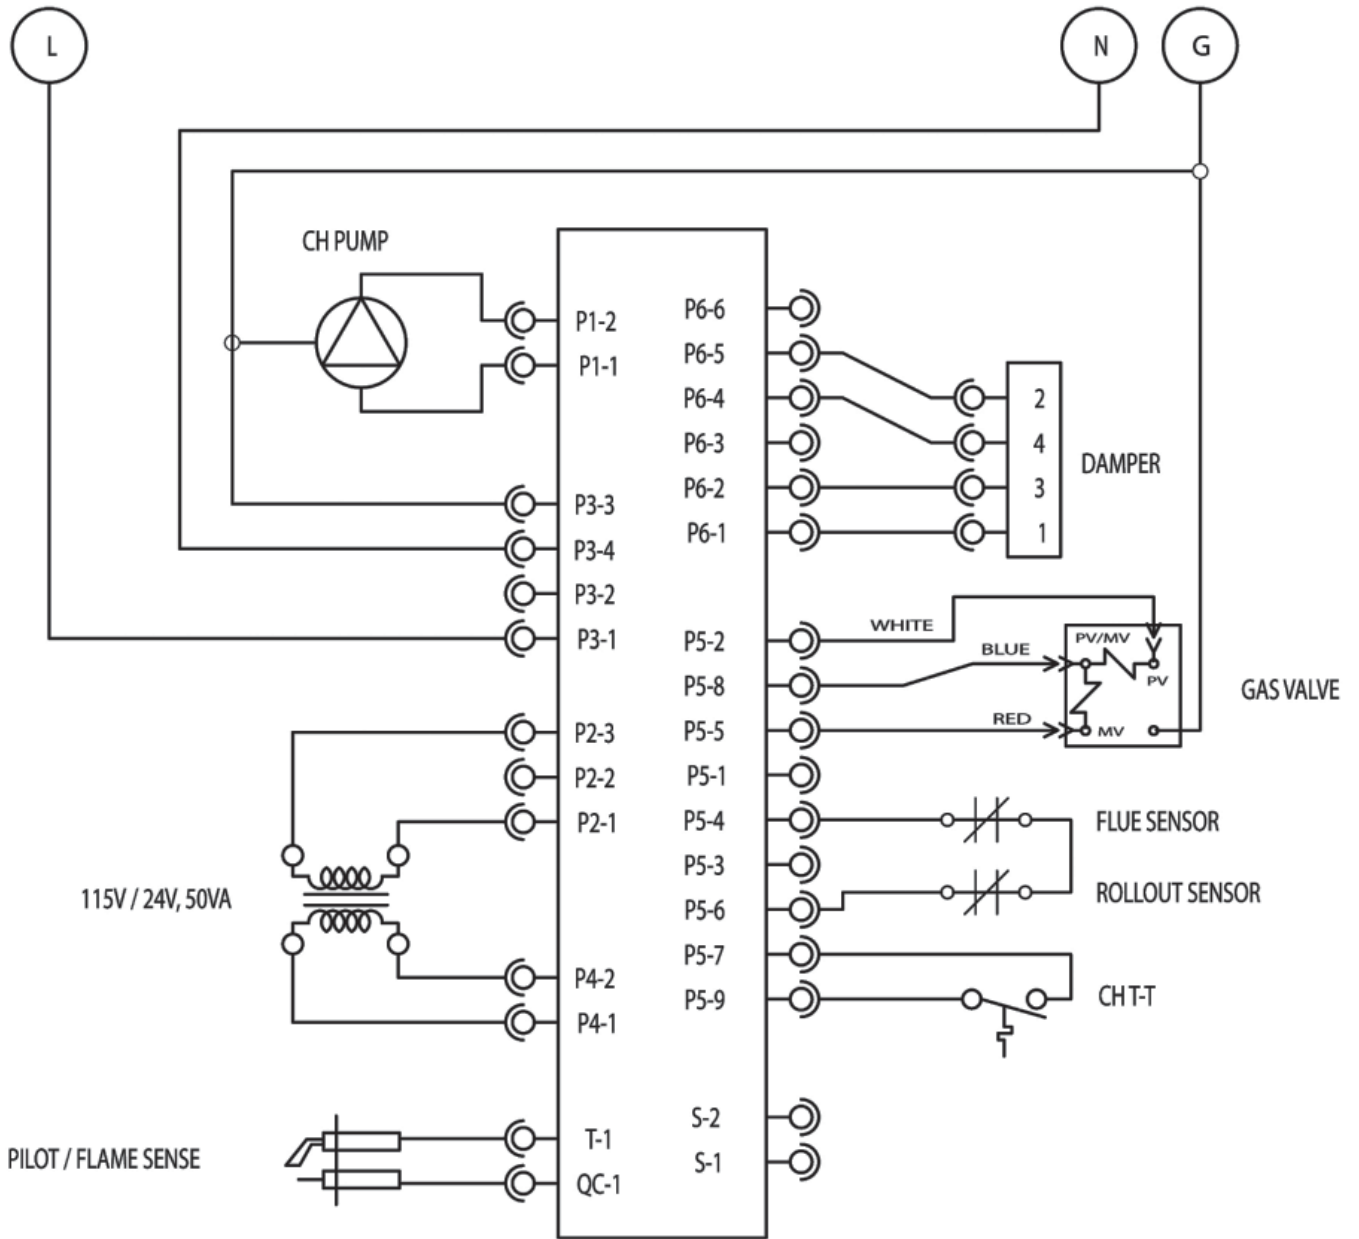 L
N
G
CH PUMP
P1-2
P1-1
P3-3
P3-4
P3-2
P3-1
P2-3
P2-2
P2-1
115V / 24V, 50VA
P4-2
P4-1
PILOT / FLAME SENSE
T-1
QC-1
P6-6
P6-5
P6-4
P6-3
P6-2
P6-1
2
4
3
1
DAMPER
P5-2
P5-8
P5-5
P5-1
P5-4
P5-3
P5-6
P5-7
P5-9
S-2
S-1
WHITE
BLUE
RED
PV/MV
PV
MV
GAS VALVE
FLUE SENSOR
ROLLOUT SENSOR
CH T-T